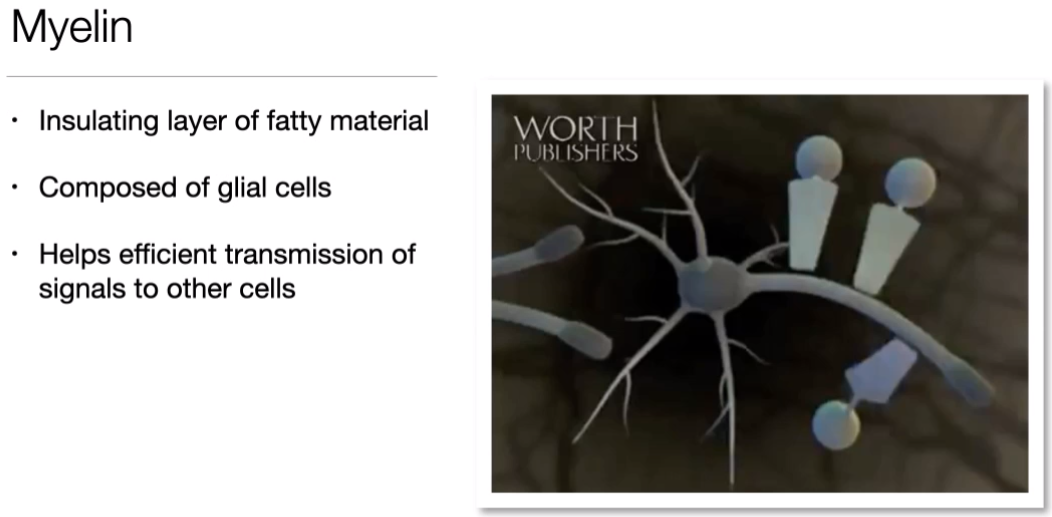 Myelin
• Insulating layer of fatty material
• Composed of glial cells
• Helps efficient transmission of
signals to other cells
WORTH
PUBLISHERS